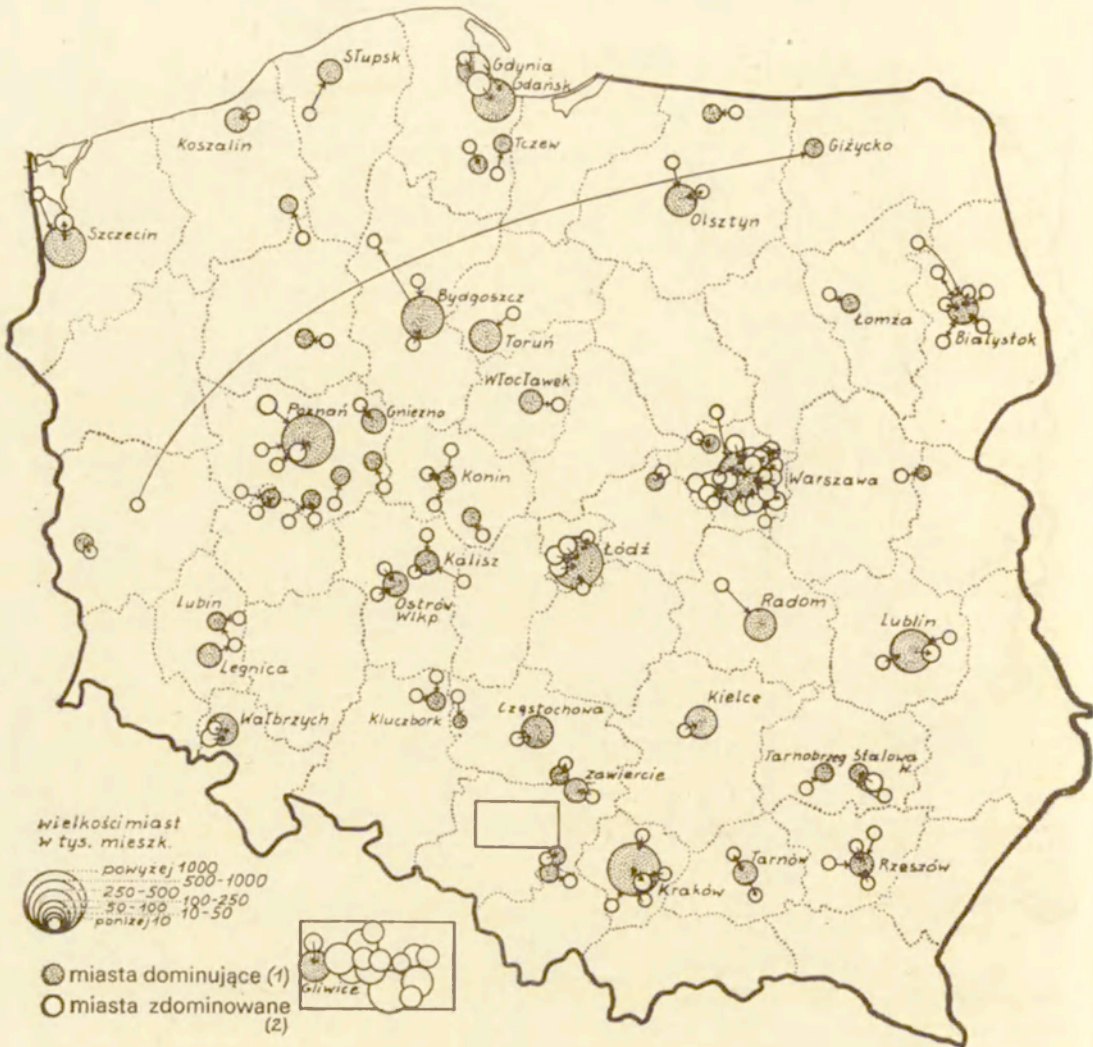 Słupsk
Gdynia
Gdańsk
Koszalin
Tczew
Giżycko
Szczecin
Olsztyn
Bydgoszcz
Toruń
Łomża
Białystok
Włocławek
Poznań
Gniezno
Konin
Warszawa
Kalisz
Łódź
Ostrów
Wlkp
Radom
Lubin
Lublin
Legnica
Kielce
Wałbrzych
Kluczbork
Częstochowa
Tarnobrzeg Stalowa
W.
Zawiercie
wielkości miast
w tys. mieszk.
powyżej 1000
500-1000
250-500
100-250
50-100
10-50
poniżej 10
Kraków
Tarnów
Rzeszów
Gliwice
miasta dominujące (1)
miasta zdominowane
(2)